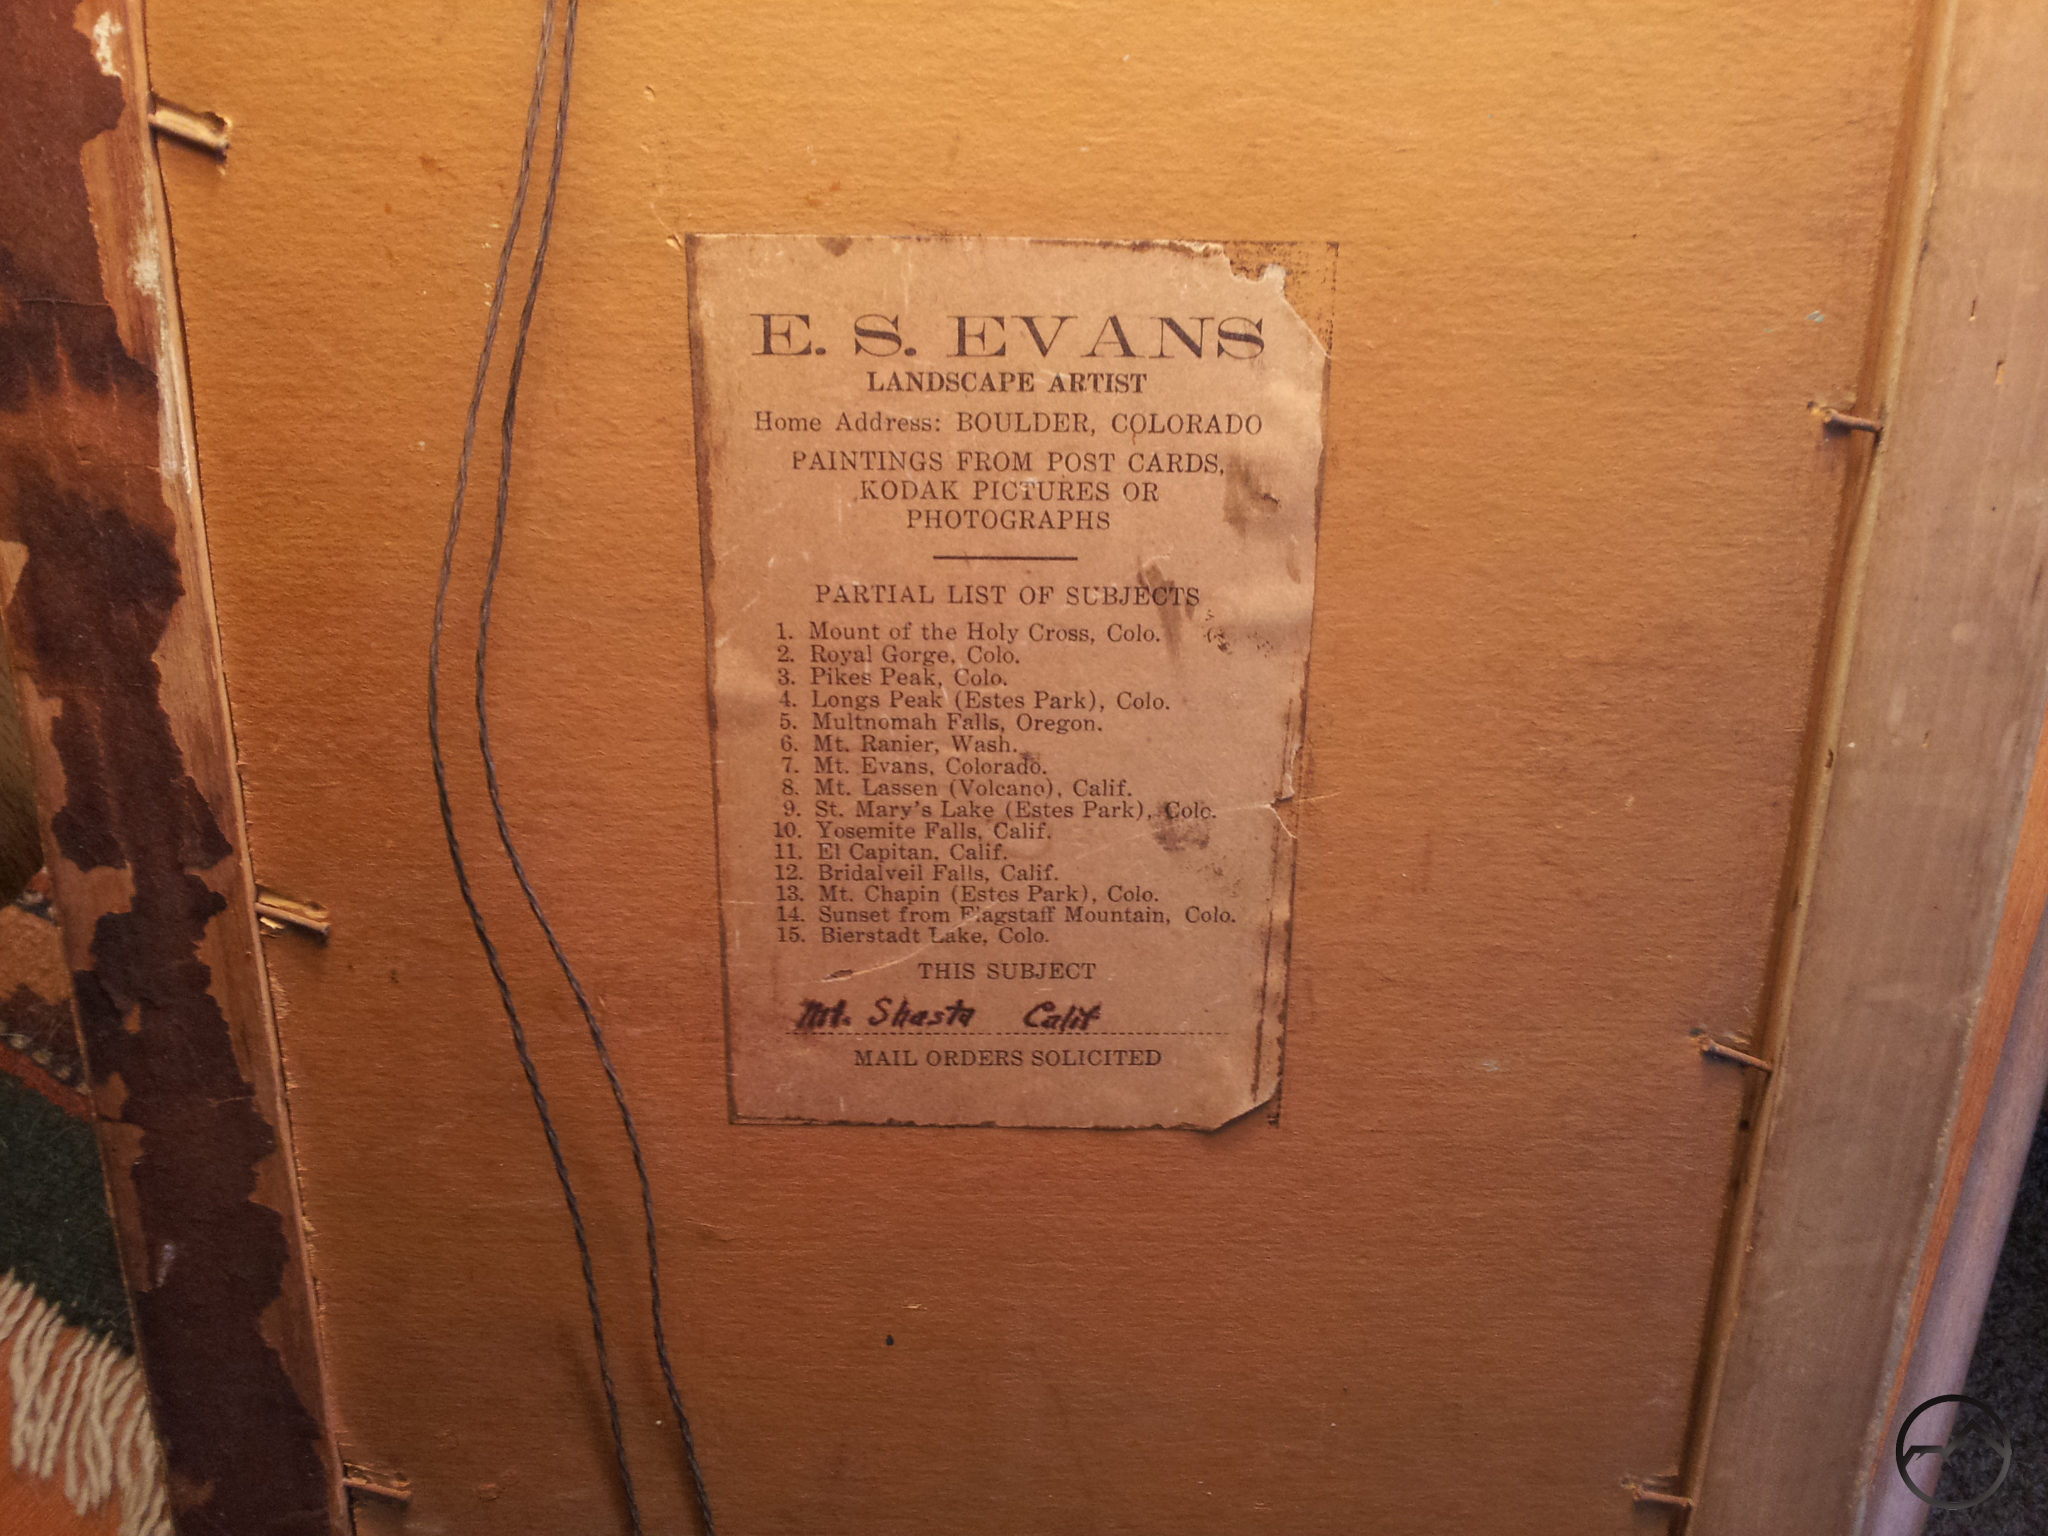 E. S. EVANS
LANDSCAPE ARTIST
Home Address: BOULDER, COLORADO
PAINTINGS FROM POST CARDS,
KODAK PICTURES OR
PHOTOGRAPHS
PARTIAL LIST OF SUBJECTS
1. Mount of the Holy Cross, Colo.
2. Royal Gorge, Colo.
3. Pikes Peak, Colo.
4. Longs Peak (Estes Park), Colo.
5. Multnomah Falls, Oregon.
6. Mt. Ranier, Wash.
7. Mt. Evans, Colorado.
8. Mt. Lassen (Volcano), Calif.
9. St. Mary's Lake (Estes Park), Colo.
10. Yosemite Falls, Calif.
11. El Capitan, Calif.
12. Bridalveil Falls, Calif.
13. Mt. Chapin (Estes Park), Colo.
14. Sunset from Flagstaff Mountain, Colo.
15. Bierstadt Lake, Colo.
THIS SUBJECT
Mt. Shasta Calif
MAIL ORDERS SOLICITED